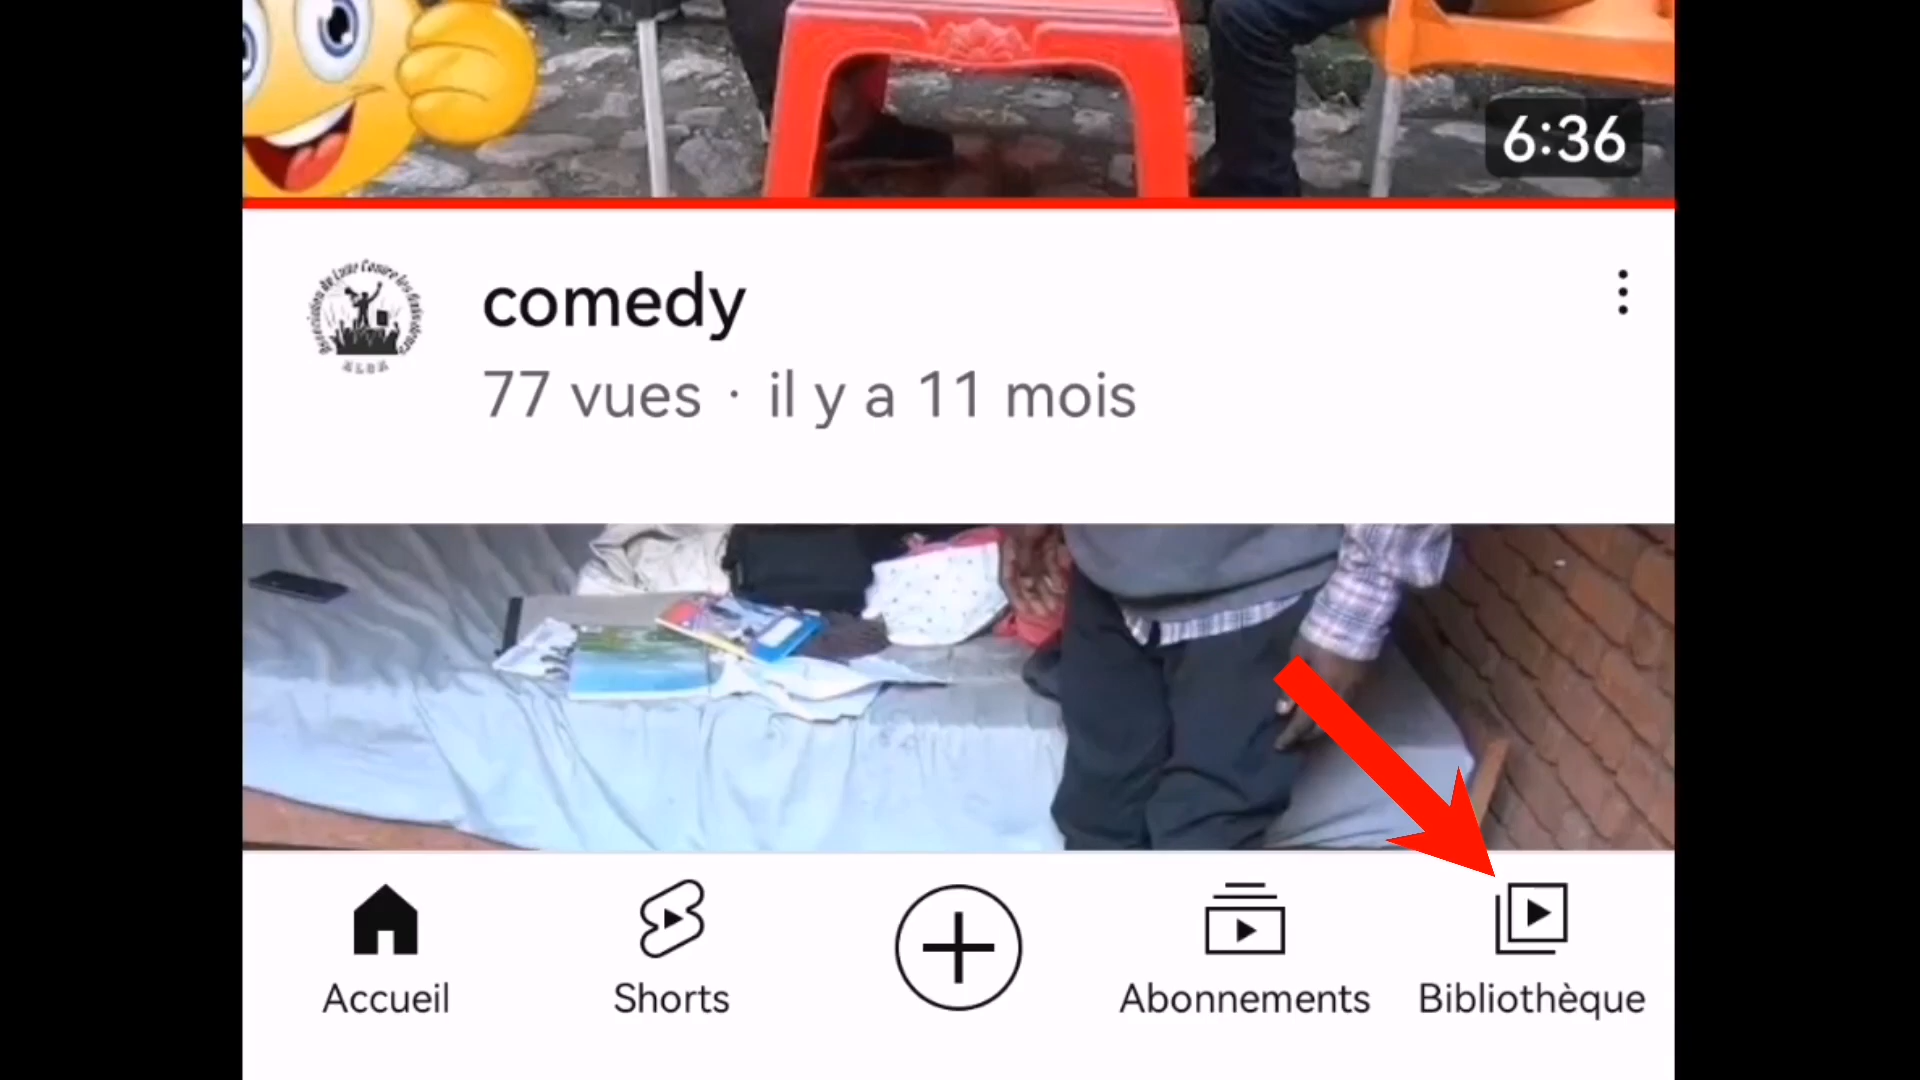 6:36
comedy
77 vues · il y a 11 mois
Accueil
Shorts
Abonnements
Bibliothèque